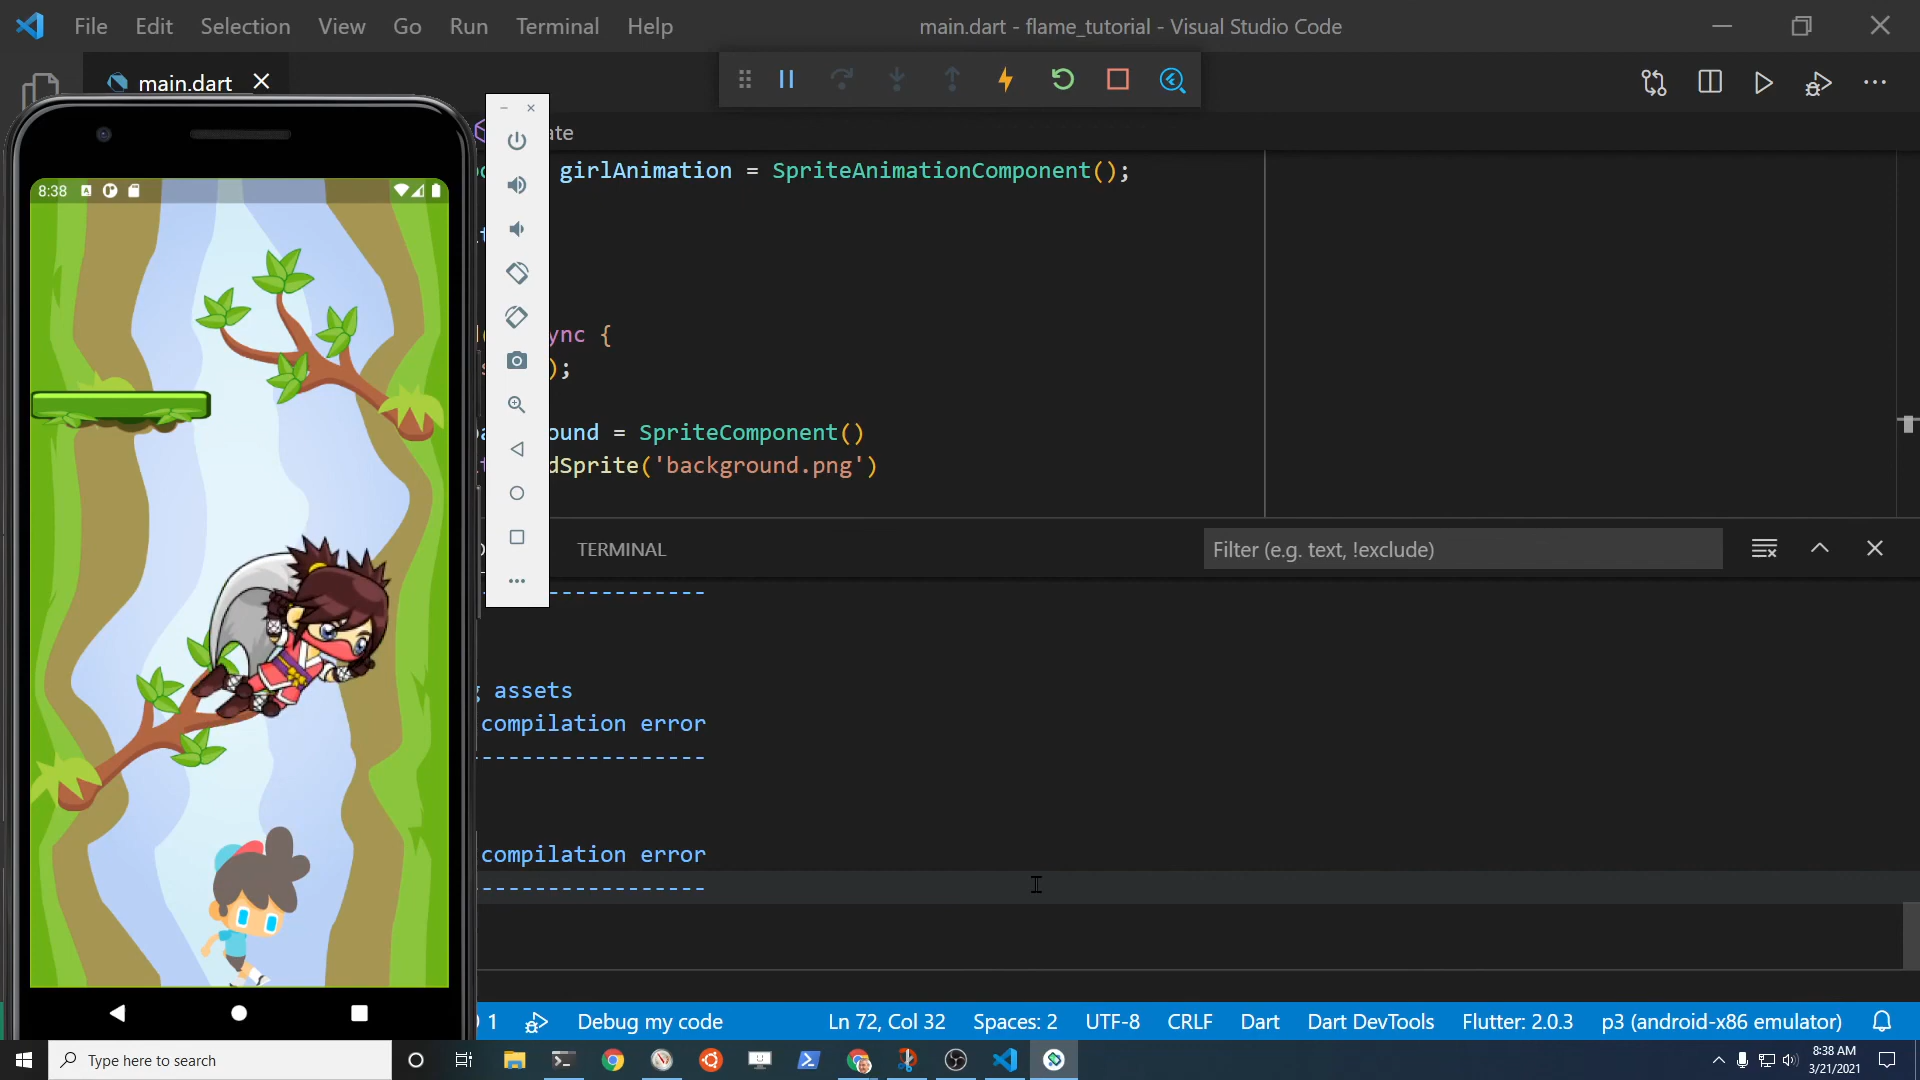 File Edit Selection View Go Run Terminal Help main.dart - flame_tutorial - Visual Studio Code
main.dart
ate
girlAnimation = SpriteAnimationComponent();
8:38
ync {
);
ound = SpriteComponent()
dSprite('background.png')
TERMINAL Filter (e.g. text, !exclude)
-------------
g assets
compilation error
-----------------
compilation error
-----------------
1 Debug my code Ln 72, Col 32 Spaces: 2 UTF-8 CRLF Dart Dart DevTools Flutter: 2.0.3 p3 (android-x86 emulator)
Type here to search
8:38 AM
3/21/2021